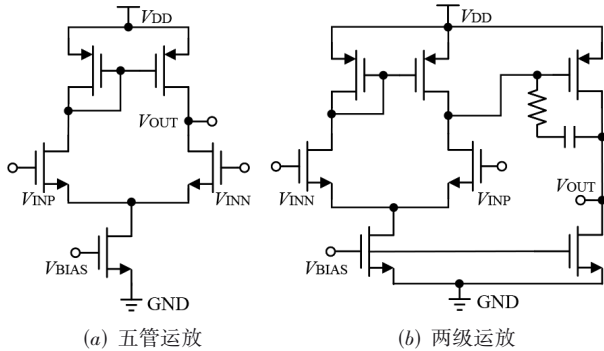 VDD
VOUT
VINP
VINN
VBIAS
GND
(a) 五管运放
VDD
VINN
VINP
VOUT
VBIAS
GND
(b) 两级运放